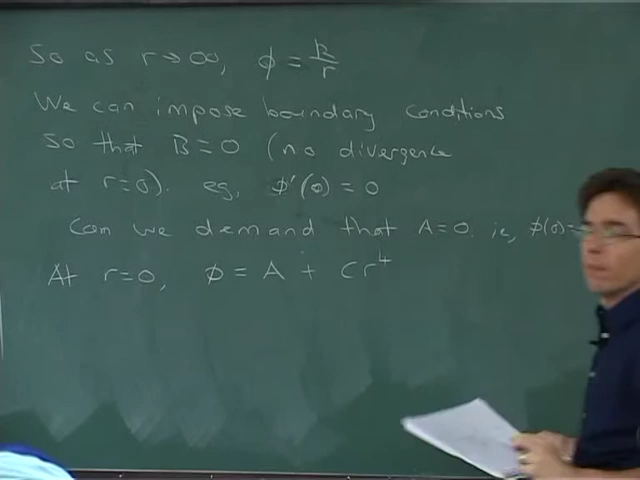 So as r→∞, ϕ = B/r
We can impose boundary conditions
so that B=0 (no divergence
at r=0). eg, ϕ'(0) = 0
Can we demand that A=0. ie, ϕ(0)=
At r=0, ϕ = A + Cr⁴